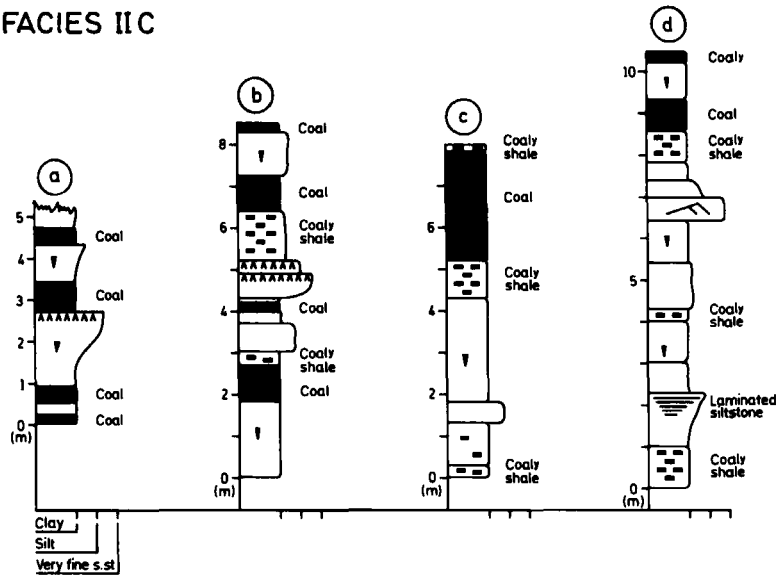 FACIES II C
a
5
4
3
2
1
0
(m)
Coal
Coal
Coal
Coal
b
8
6
4
2
0
(m)
Coal
Coal
Coaly
shale
Coal
Coaly
shale
Coal
c
6
4
2
0
(m)
Coaly
shale
Coal
Coaly
shale
Coaly
shale
d
10
5
0
(m)
Coaly
Coal
Coaly
shale
Coaly
shale
Laminated
siltstone
Coaly
shale
Clay
Silt
Very fine s.st